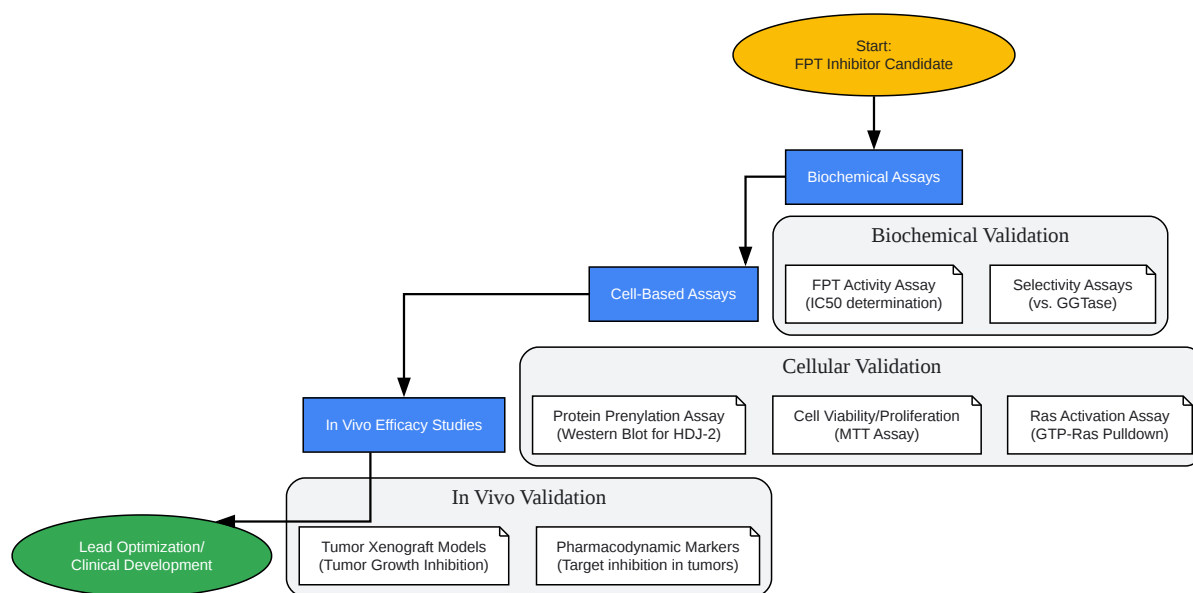 Start:
FPT Inhibitor Candidate
Biochemical Assays
Biochemical Validation
FPT Activity Assay
(IC50 determination)
Selectivity Assays
(vs. GGTase)
Cell-Based Assays
Cellular Validation
Protein Prenylation Assay
(Western Blot for HDJ-2)
Cell Viability/Proliferation
(MTT Assay)
Ras Activation Assay
(GTP-Ras Pulldown)
In Vivo Efficacy Studies
In Vivo Validation
Tumor Xenograft Models
(Tumor Growth Inhibition)
Pharmacodynamic Markers
(Target inhibition in tumors)
Lead Optimization/
Clinical Development